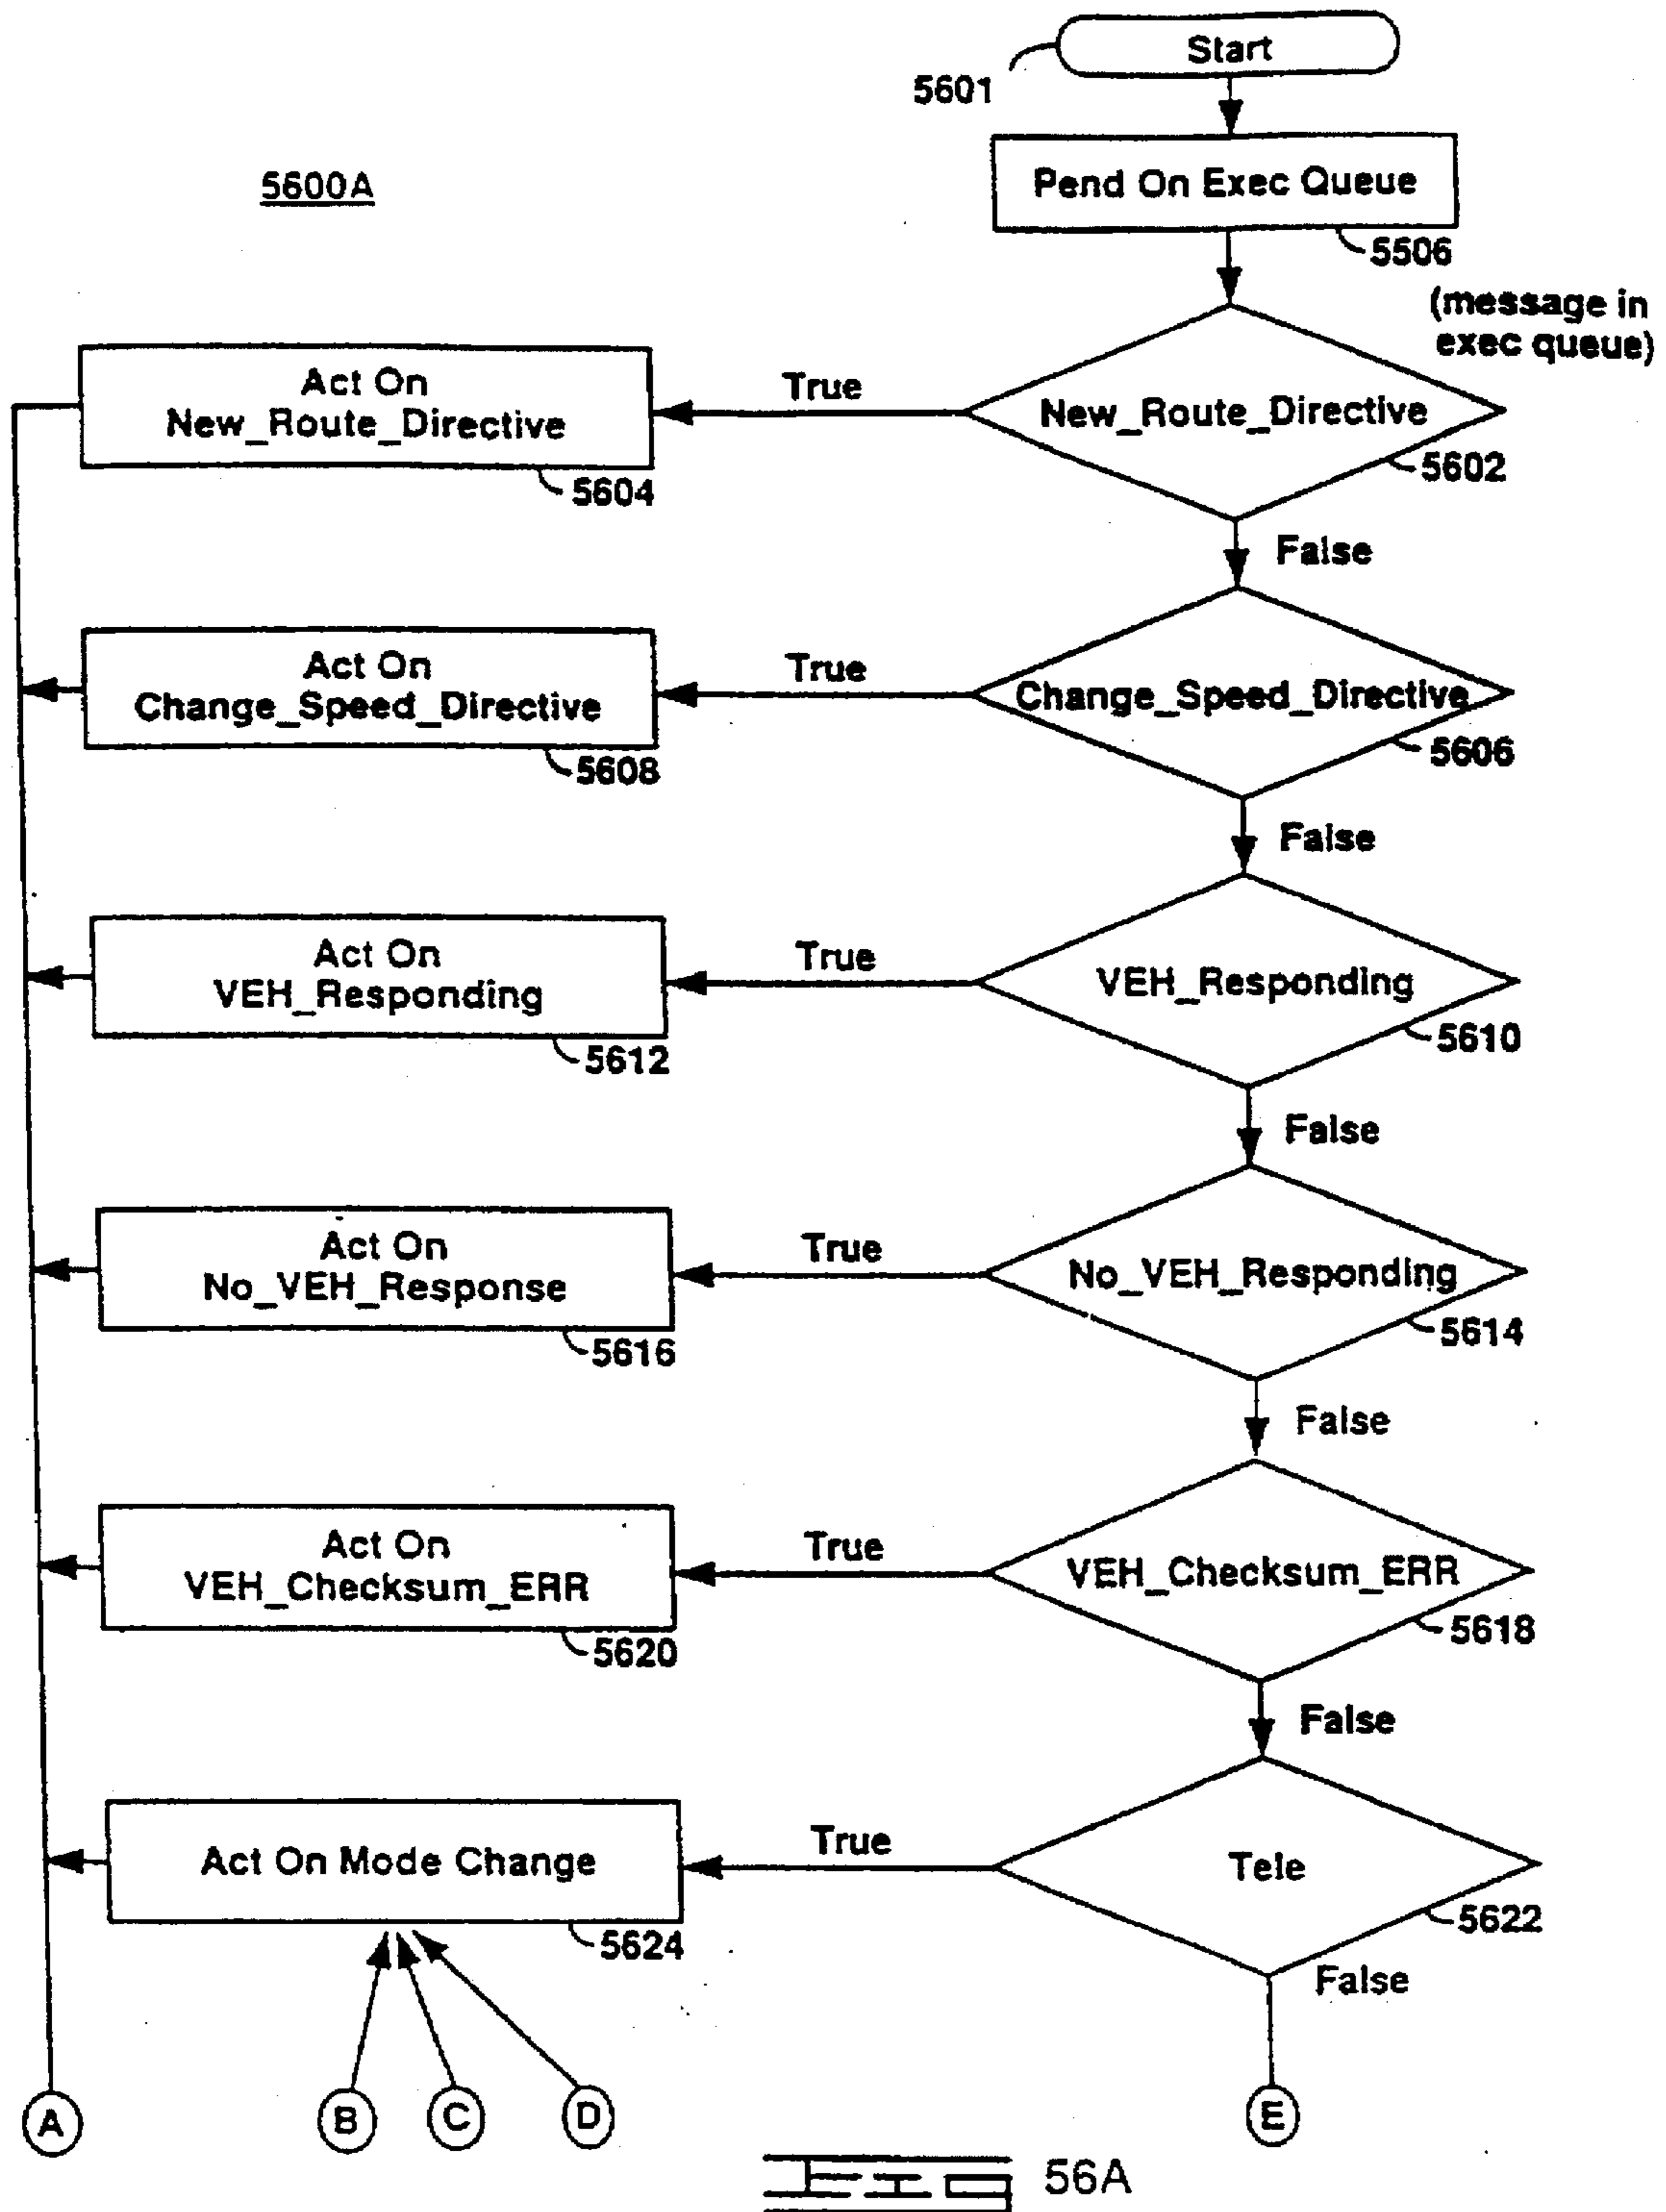 Start
5601
5600A
Pend On Exec Queue
5506
(message in
exec queue)
Act On
New_Route_Directive
5604
True
New_Route_Directive
5602
False
Act On
Change_Speed_Directive
5608
True
Change_Speed_Directive
5606
False
Act On
VEH_Responding
5612
True
VEH_Responding
5610
False
Act On
No_VEH_Response
5616
True
No_VEH_Responding
5614
False
Act On
VEH_Checksum_ERR
5620
True
VEH_Checksum_ERR
5618
False
Act On Mode Change
5624
True
Tele
5622
False
A
B
C
D
E
FIG 56A